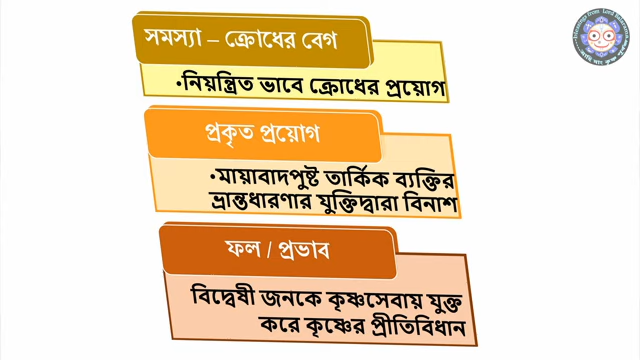 সমস্যা – ক্রোধের বেগ
•নিয়ন্ত্রিত ভাবে ক্রোধের প্রয়োগ
প্রকৃত প্রয়োগ
•মায়াবাদপুষ্ট তার্কিক ব্যক্তির
ভ্রান্তধারণার যুক্তিদ্বারা বিনাশ
ফল / প্রভাব
বিদ্বেষী জনকে কৃষ্ণসেবায় যুক্ত
করে কৃষ্ণের প্রীতিবিধান